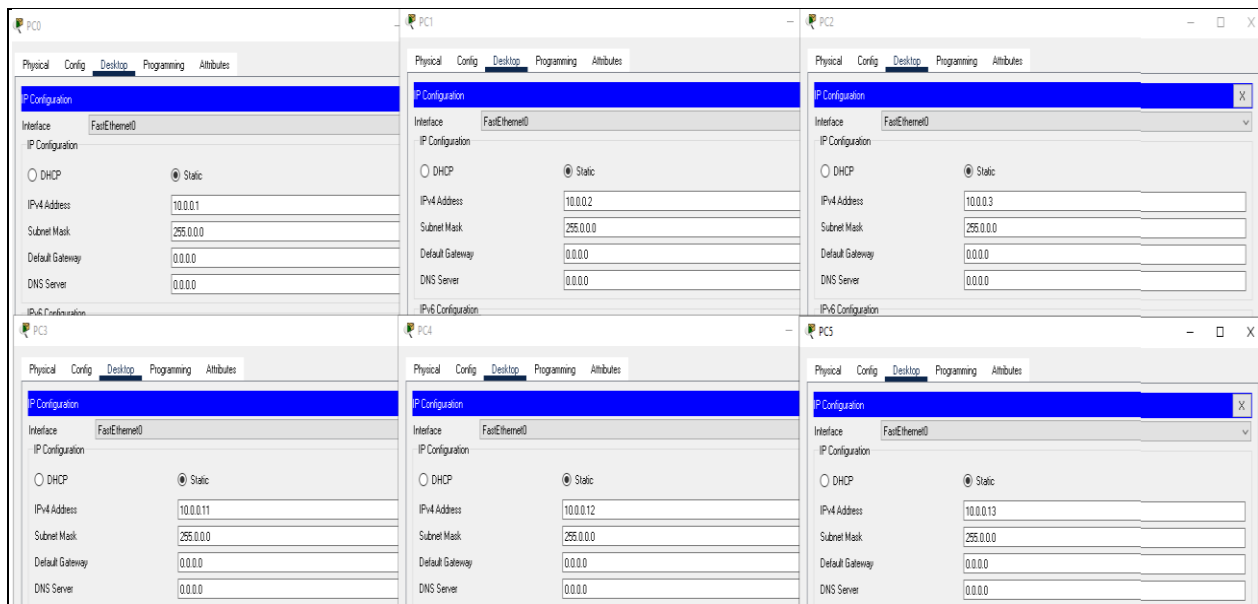 PC0
Physical Config Desktop Programming Attributes
IP Configuration
Interface FastEthernet0
IP Configuration
DHCP Static
IPv4 Address 10.0.0.1
Subnet Mask 255.0.0.0
Default Gateway 0.0.0.0
DNS Server 0.0.0.0
IPv6 Configuration
PC1
Physical Config Desktop Programming Attributes
IP Configuration
Interface FastEthernet0
IP Configuration
DHCP Static
IPv4 Address 10.0.0.2
Subnet Mask 255.0.0.0
Default Gateway 0.0.0.0
DNS Server 0.0.0.0
IPv6 Configuration
PC2
Physical Config Desktop Programming Attributes
IP Configuration X
Interface FastEthernet0
IP Configuration
DHCP Static
IPv4 Address 10.0.0.3
Subnet Mask 255.0.0.0
Default Gateway 0.0.0.0
DNS Server 0.0.0.0
IPv6 Configuration
PC3
Physical Config Desktop Programming Attributes
IP Configuration
Interface FastEthernet0
IP Configuration
DHCP Static
IPv4 Address 10.0.0.11
Subnet Mask 255.0.0.0
Default Gateway 0.0.0.0
DNS Server 0.0.0.0
PC4
Physical Config Desktop Programming Attributes
IP Configuration
Interface FastEthernet0
IP Configuration
DHCP Static
IPv4 Address 10.0.0.12
Subnet Mask 255.0.0.0
Default Gateway 0.0.0.0
DNS Server 0.0.0.0
PC5
Physical Config Desktop Programming Attributes
IP Configuration X
Interface FastEthernet0
IP Configuration
DHCP Static
IPv4 Address 10.0.0.13
Subnet Mask 255.0.0.0
Default Gateway 0.0.0.0
DNS Server 0.0.0.0